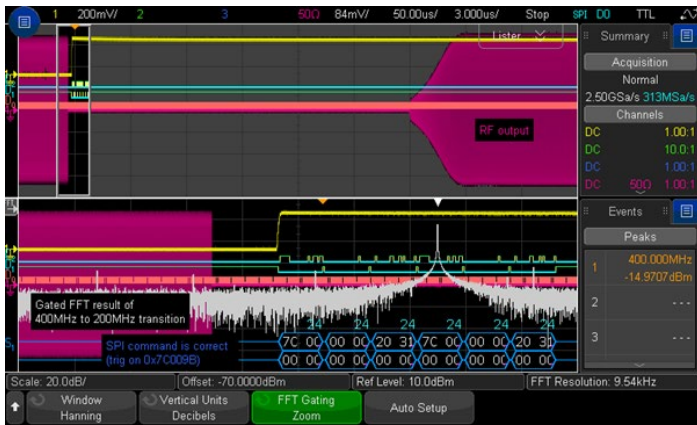 1 200mV/ 2 3 50Ω 84mV/ 50.00us/ 3.000us/ Stop SPI D0 TTL
Lister
Summary
Acquisition
Normal
2.50GSa/s 313MSa/s
Channels
DC 1.00:1
DC 10.0:1
DC 1.00:1
DC 50Ω 1.00:1
RF output
Events
Peaks
1 400.000MHz
-14.9707dBm
2 ---
3 ---
Gated FFT result of
400MHz to 200MHz transition
SPI command is correct
(trig on 0x7C009B)
24 24 24 24 24 24
S1 7C 00 00 00 20 31 7C 00 00 00 20 31
00 00 00 00 00 00 00 00 00 00 00 00
Scale: 20.0dB/ Offset: -70.0000dBm Ref Level: 10.0dBm FFT Resolution: 9.54kHz
Window
Hanning
Vertical Units
Decibels
FFT Gating
Zoom
Auto Setup